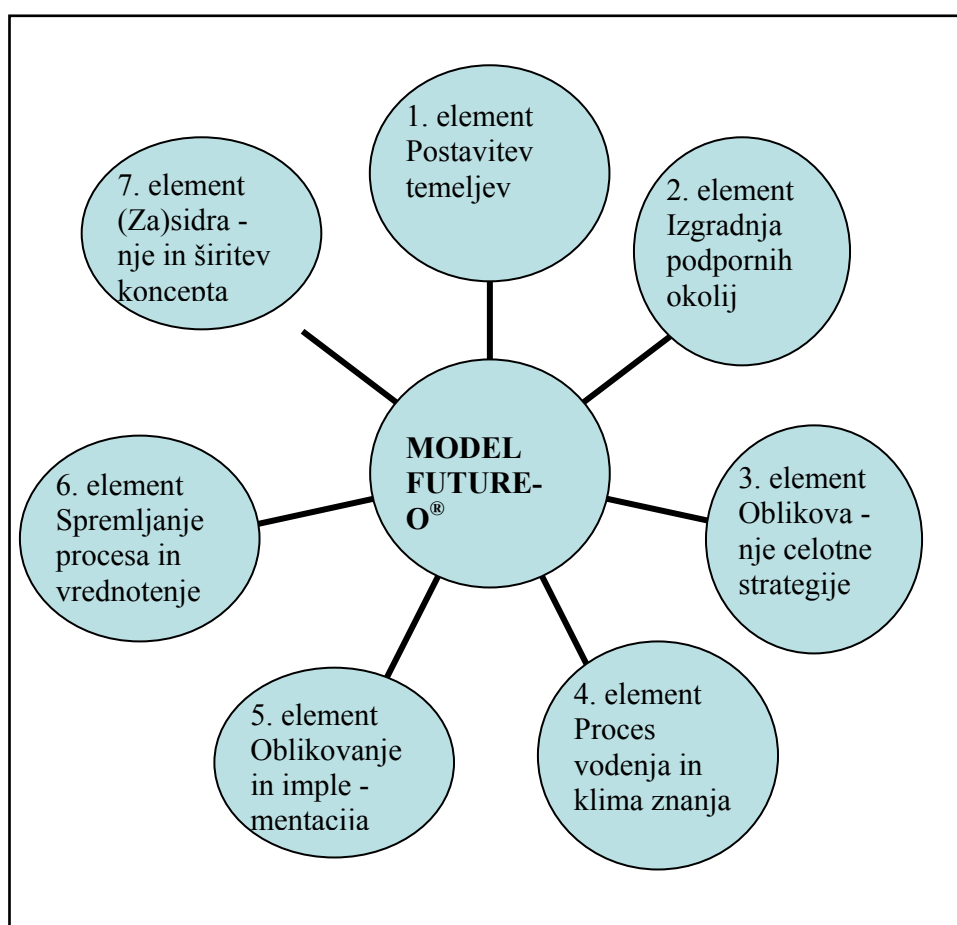 1. element
Postavitev
temeljev
2. element
Izgradnja
podpornih
okolij
3. element
Oblikova -
nje celotne
strategije
4. element
Proces
vodenja in
klima znanja
5. element
Oblikovanje
in imple -
mentacija
6. element
Spremljanje
procesa in
vrednotenje
7. element
(Za)sidra -
nje in širitev
koncepta
MODEL
FUTURE-
O®